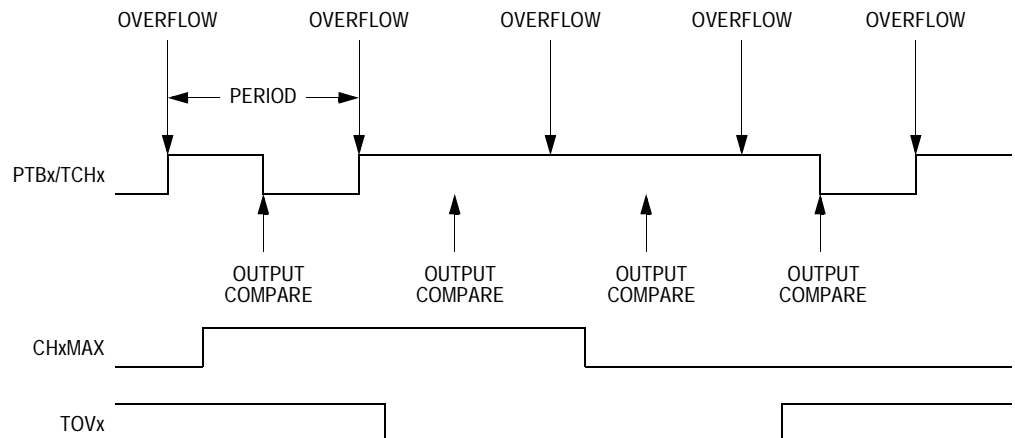 OVERFLOW OVERFLOW OVERFLOW OVERFLOW OVERFLOW
PERIOD
PTBx/TCHx
OUTPUT OUTPUT OUTPUT OUTPUT
COMPARE COMPARE COMPARE COMPARE
CHxMAX
TOVx